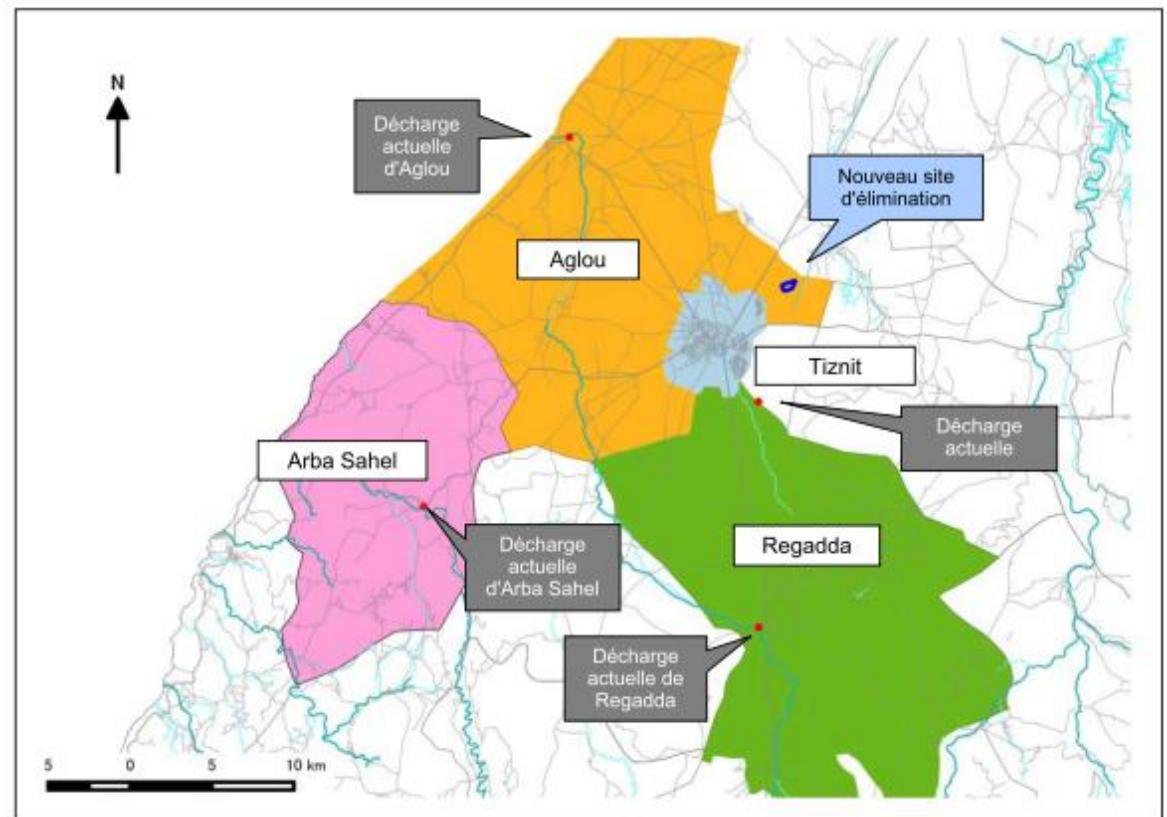 N
Décharge
actuelle
d'Aglou
Nouveau site
d'élimination
Aglou
Tiznit
Décharge
actuelle
Arba Sahel
Décharge
actuelle
d'Arba Sahel
Regadda
Décharge
actuelle de
Regadda
5 0 5 10 km